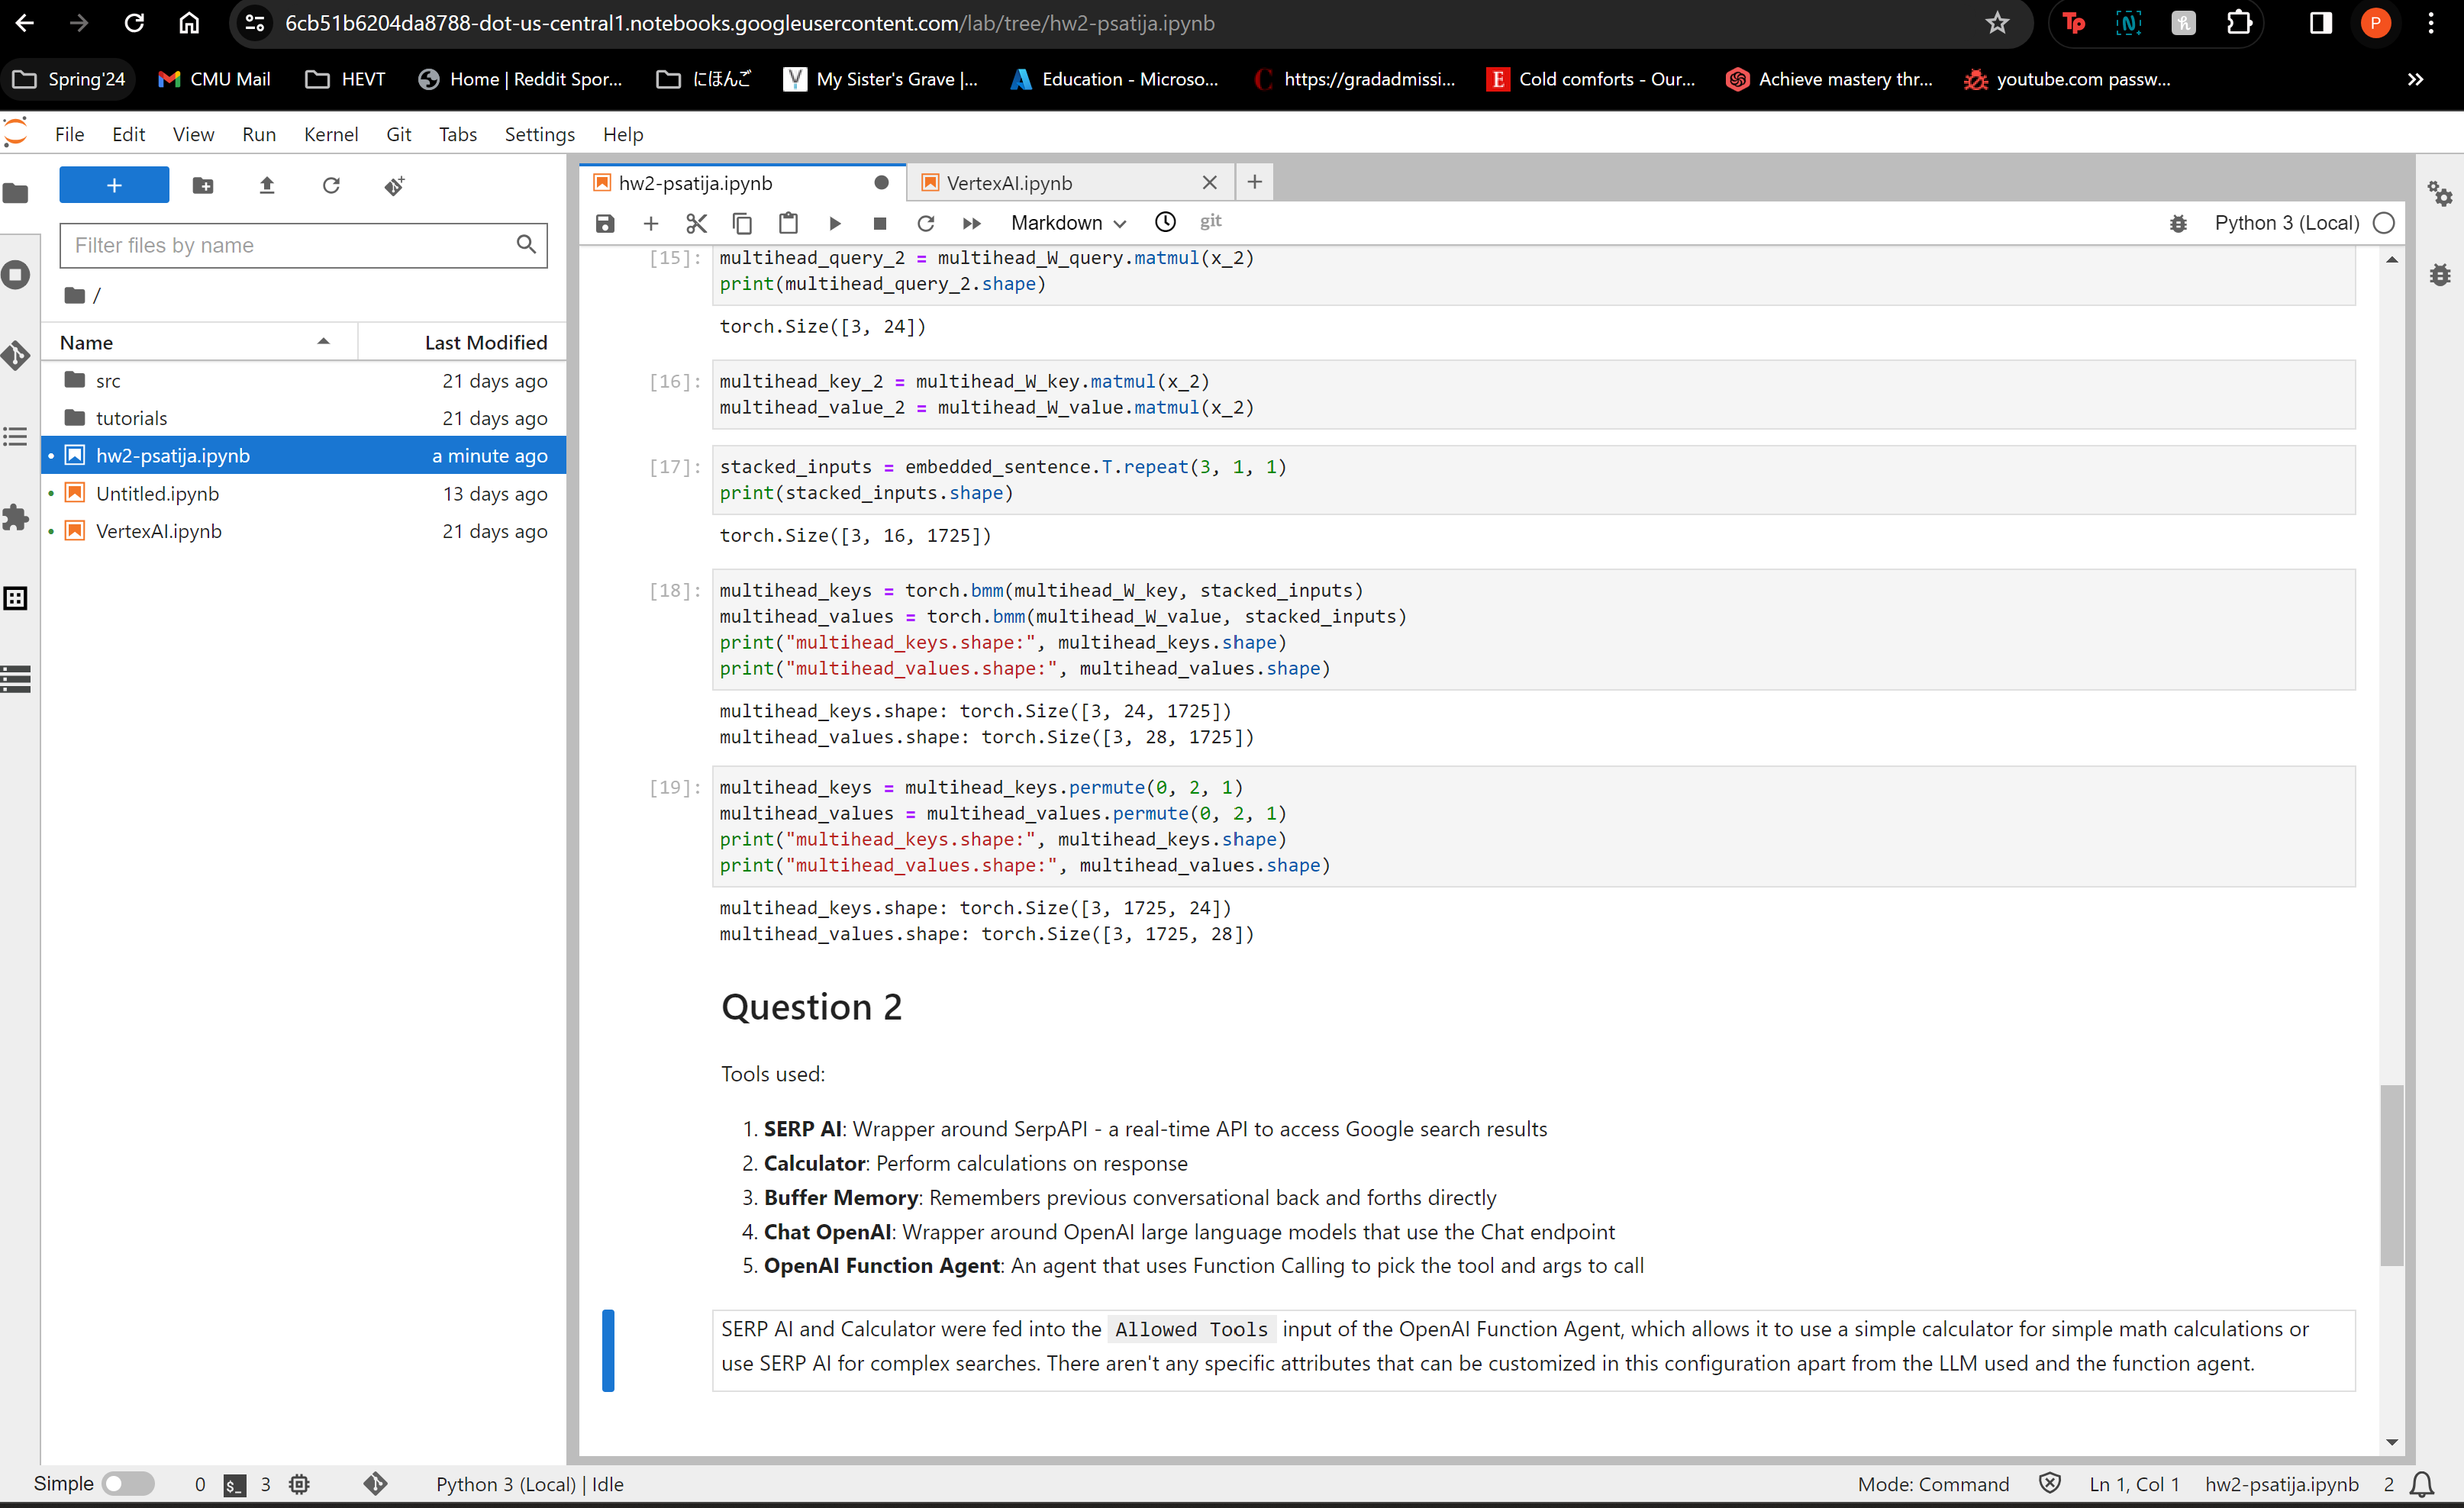 6cb51b6204da8788-dot-us-central1.notebooks.googleusercontent.com/lab/tree/hw2-psatija.ipynb
P
Spring'24
CMU Mail
HEVT
Home | Reddit Spor...
にほんご
My Sister's Grave |...
Education - Microso...
https://gradadmissi...
Cold comforts - Our...
Achieve mastery thr...
youtube.com passw...
File Edit View Run Kernel Git Tabs Settings Help
hw2-psatija.ipynb
VertexAI.ipynb
Markdown
git
Python 3 (Local)
Filter files by name
/
Name Last Modified
src 21 days ago
tutorials 21 days ago
hw2-psatija.ipynb a minute ago
Untitled.ipynb 13 days ago
VertexAI.ipynb 21 days ago
[15]: multihead_query_2 = multihead_W_query.matmul(x_2)
print(multihead_query_2.shape)
torch.Size([3, 24])
[16]: multihead_key_2 = multihead_W_key.matmul(x_2)
multihead_value_2 = multihead_W_value.matmul(x_2)
[17]: stacked_inputs = embedded_sentence.T.repeat(3, 1, 1)
print(stacked_inputs.shape)
torch.Size([3, 16, 1725])
[18]: multihead_keys = torch.bmm(multihead_W_key, stacked_inputs)
multihead_values = torch.bmm(multihead_W_value, stacked_inputs)
print("multihead_keys.shape:", multihead_keys.shape)
print("multihead_values.shape:", multihead_values.shape)
multihead_keys.shape: torch.Size([3, 24, 1725])
multihead_values.shape: torch.Size([3, 28, 1725])
[19]: multihead_keys = multihead_keys.permute(0, 2, 1)
multihead_values = multihead_values.permute(0, 2, 1)
print("multihead_keys.shape:", multihead_keys.shape)
print("multihead_values.shape:", multihead_values.shape)
multihead_keys.shape: torch.Size([3, 1725, 24])
multihead_values.shape: torch.Size([3, 1725, 28])
Question 2
Tools used:
1. SERP AI: Wrapper around SerpAPI - a real-time API to access Google search results
2. Calculator: Perform calculations on response
3. Buffer Memory: Remembers previous conversational back and forths directly
4. Chat OpenAI: Wrapper around OpenAI large language models that use the Chat endpoint
5. OpenAI Function Agent: An agent that uses Function Calling to pick the tool and args to call
SERP AI and Calculator were fed into the Allowed Tools input of the OpenAI Function Agent, which allows it to use a simple calculator for simple math calculations or
use SERP AI for complex searches. There aren't any specific attributes that can be customized in this configuration apart from the LLM used and the function agent.
Simple 0 $_ 3 Python 3 (Local) | Idle Mode: Command Ln 1, Col 1 hw2-psatija.ipynb 2